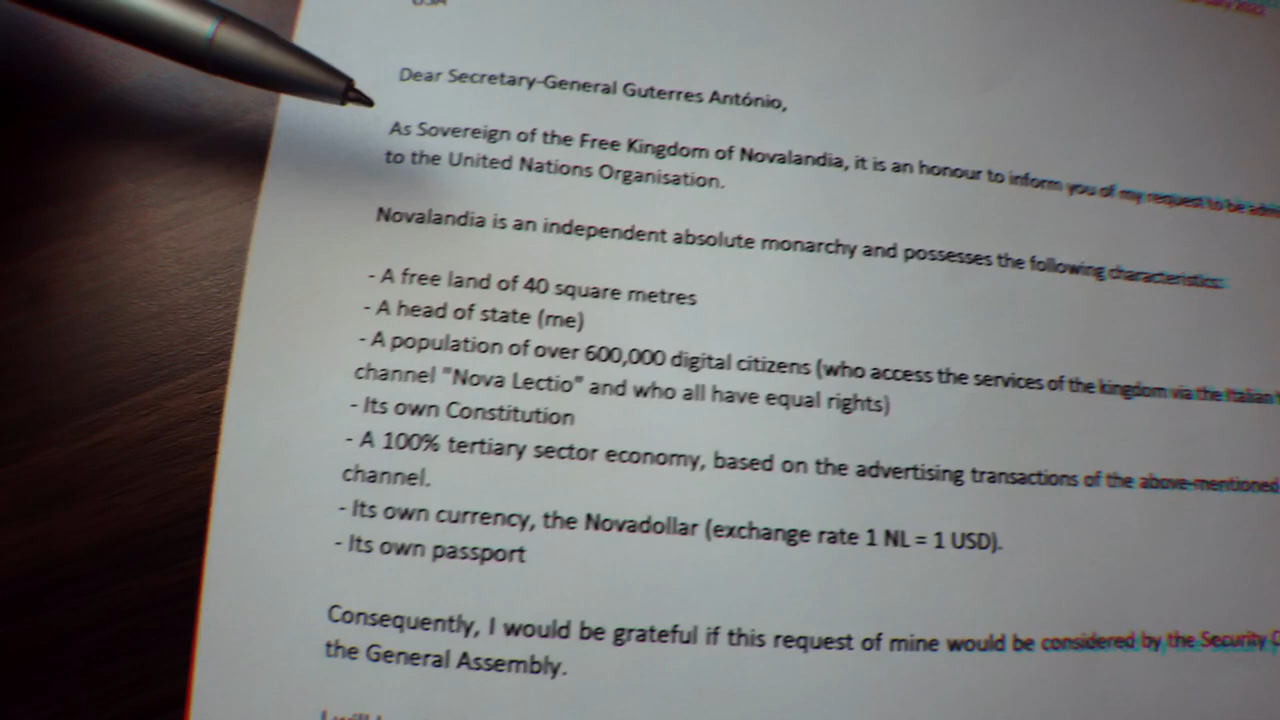 USA
Dear Secretary-General Guterres António,
As Sovereign of the Free Kingdom of Novalandia, it is an honour to inform you of my request to be
to the United Nations Organisation.
Novalandia is an independent absolute monarchy and possesses the following characteristics:
- A free land of 40 square metres
- A head of state (me)
- A population of over 600,000 digital citizens (who access the services of the kingdom via the Italian
channel "Nova Lectio" and who all have equal rights)
- Its own Constitution
- A 100% tertiary sector economy, based on the advertising transactions of the above-mentioned
channel.
- Its own currency, the Novadollar (exchange rate 1 NL = 1 USD).
- Its own passport
Consequently, I would be grateful if this request of mine would be considered by the Security
the General Assembly.